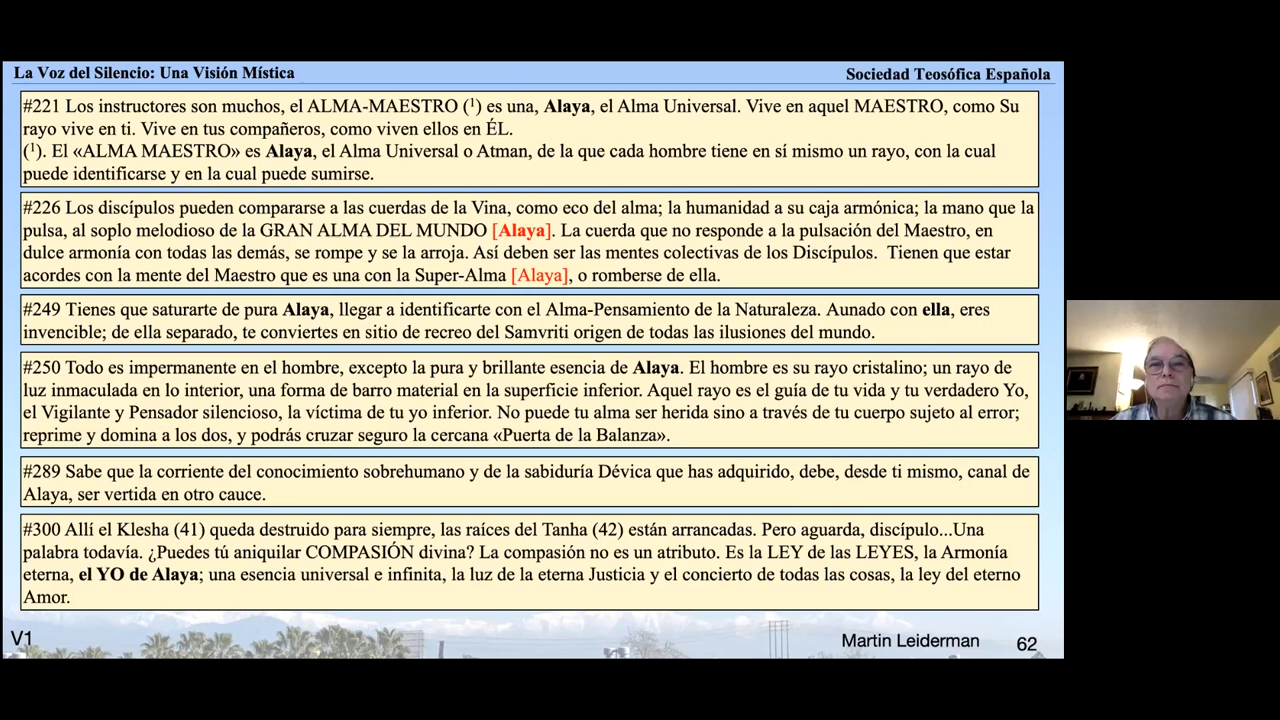 La Voz del Silencio: Una Visión Mística
Sociedad Teosófica Española
#221 Los instructores son muchos, el ALMA-MAESTRO (¹) es una, Alaya, el Alma Universal. Vive en aquel MAESTRO, como Su
rayo vive en ti. Vive en tus compañeros, como viven ellos en ÉL.
(¹). El «ALMA MAESTRO» es Alaya, el Alma Universal o Atman, de la que cada hombre tiene en sí mismo un rayo, con la cual
puede identificarse y en la cual puede sumirse.
#226 Los discípulos pueden compararse a las cuerdas de la Vina, como eco del alma; la humanidad a su caja armónica; la mano que la
pulsa, al soplo melodioso de la GRAN ALMA DEL MUNDO [Alaya]. La cuerda que no responde a la pulsación del Maestro, en
dulce armonía con todas las demás, se rompe y se la arroja. Así deben ser las mentes colectivas de los Discípulos. Tienen que estar
acordes con la mente del Maestro que es una con la Super-Alma [Alaya], o romberse de ella.
#249 Tienes que saturarte de pura Alaya, llegar a identificarte con el Alma-Pensamiento de la Naturaleza. Aunado con ella, eres
invencible; de ella separado, te conviertes en sitio de recreo del Samvriti origen de todas las ilusiones del mundo.
#250 Todo es impermanente en el hombre, excepto la pura y brillante esencia de Alaya. El hombre es su rayo cristalino; un rayo de
luz inmaculada en lo interior, una forma de barro material en la superficie inferior. Aquel rayo es el guía de tu vida y tu verdadero Yo,
el Vigilante y Pensador silencioso, la víctima de tu yo inferior. No puede tu alma ser herida sino a través de tu cuerpo sujeto al error;
reprime y domina a los dos, y podrás cruzar seguro la cercana «Puerta de la Balanza».
#289 Sabe que la corriente del conocimiento sobrehumano y de la sabiduría Dévica que has adquirido, debe, desde ti mismo, canal de
Alaya, ser vertida en otro cauce.
#300 Allí el Klesha (41) queda destruido para siempre, las raíces del Tanha (42) están arrancadas. Pero aguarda, discípulo...Una
palabra todavía. ¿Puedes tú aniquilar COMPASIÓN divina? La compasión no es un atributo. Es la LEY de las LEYES, la Armonía
eterna, el YO de Alaya; una esencia universal e infinita, la luz de la eterna Justicia y el concierto de todas las cosas, la ley del eterno
Amor.
V1
Martin Leiderman
62